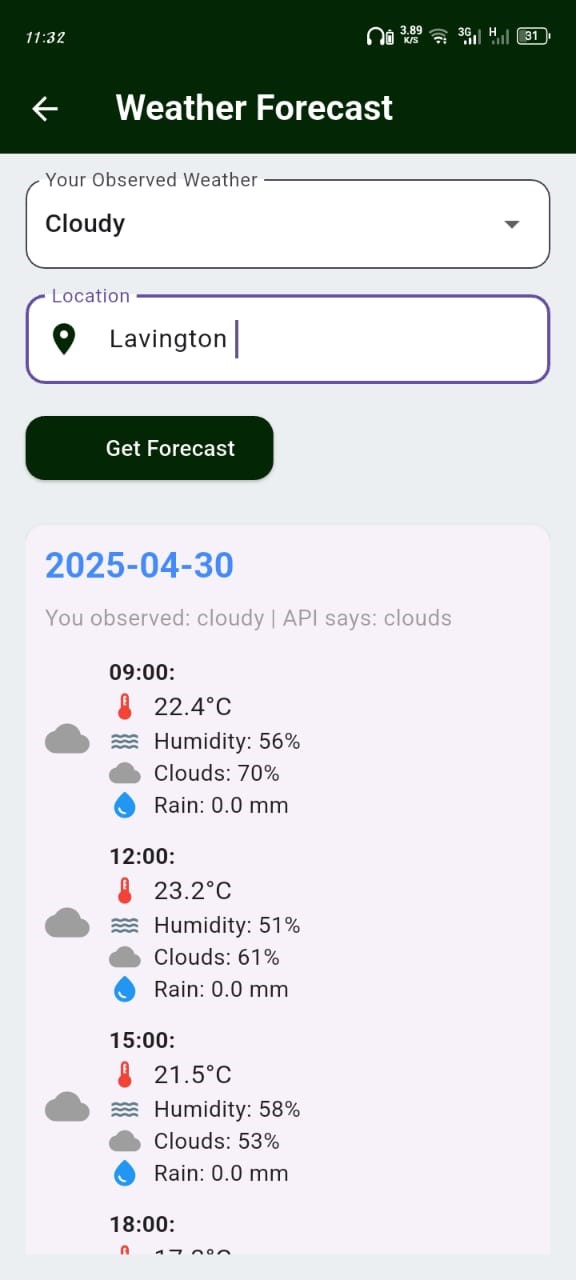 11:32
3.89 K/S 3G H 31
Weather Forecast
Your Observed Weather
Cloudy
Location
Lavington
Get Forecast
2025-04-30
You observed: cloudy | API says: clouds
09:00:
22.4°C
Humidity: 56%
Clouds: 70%
Rain: 0.0 mm
12:00:
23.2°C
Humidity: 51%
Clouds: 61%
Rain: 0.0 mm
15:00:
21.5°C
Humidity: 58%
Clouds: 53%
Rain: 0.0 mm
18:00: